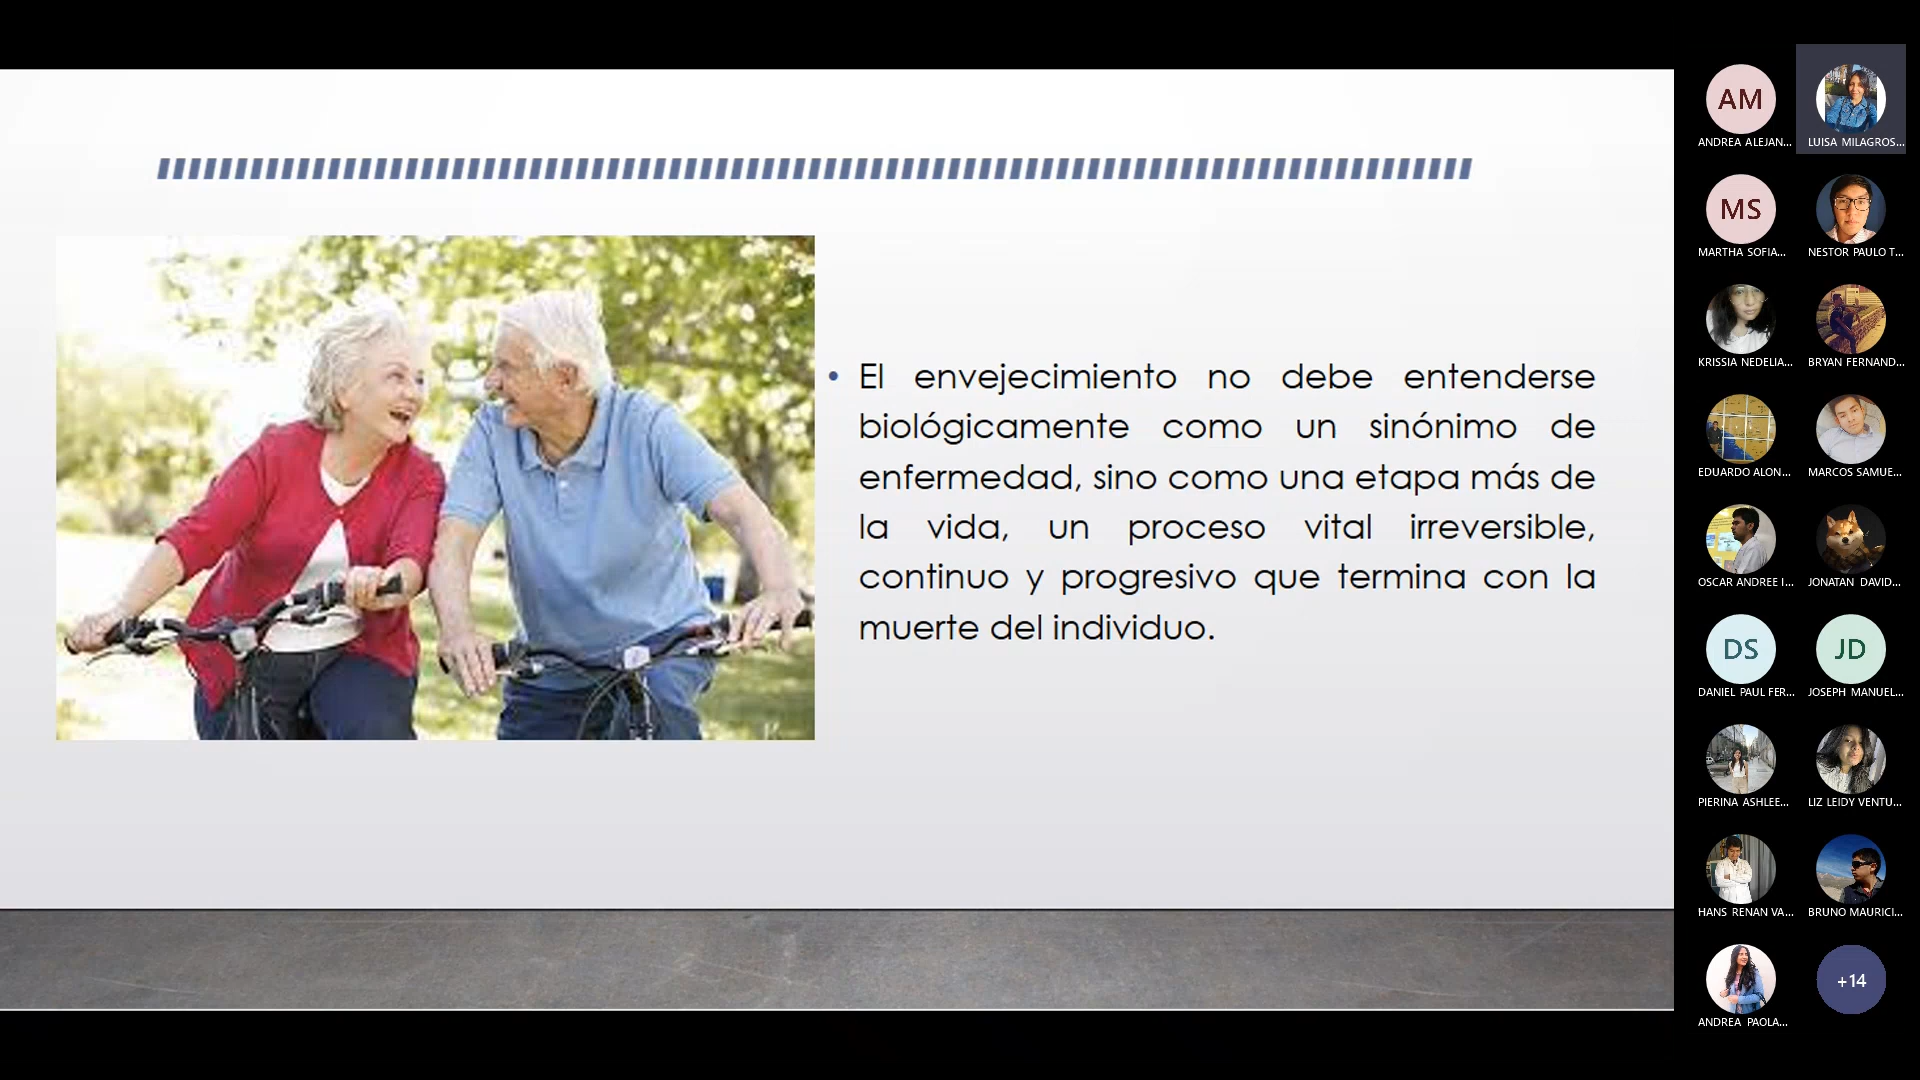 • El envejecimiento no debe entenderse
biológicamente como un sinónimo de
enfermedad, sino como una etapa más de
la vida, un proceso vital irreversible,
continuo y progresivo que termina con la
muerte del individuo.
AM
ANDREA ALEJAN...
LUISA MILAGROS...
MS
MARTHA SOFIA...
NESTOR PAULO T...
KRISSIA NEDELIA...
BRYAN FERNAND...
EDUARDO ALON...
MARCOS SAMUE...
OSCAR ANDREE I...
JONATAN DAVID...
DS
JD
DANIEL PAUL FER...
JOSEPH MANUEL...
PIERINA ASHLEE...
LIZ LEIDY VENTU...
HANS RENAN VA...
BRUNO MAURICI...
+14
ANDREA PAOLA...